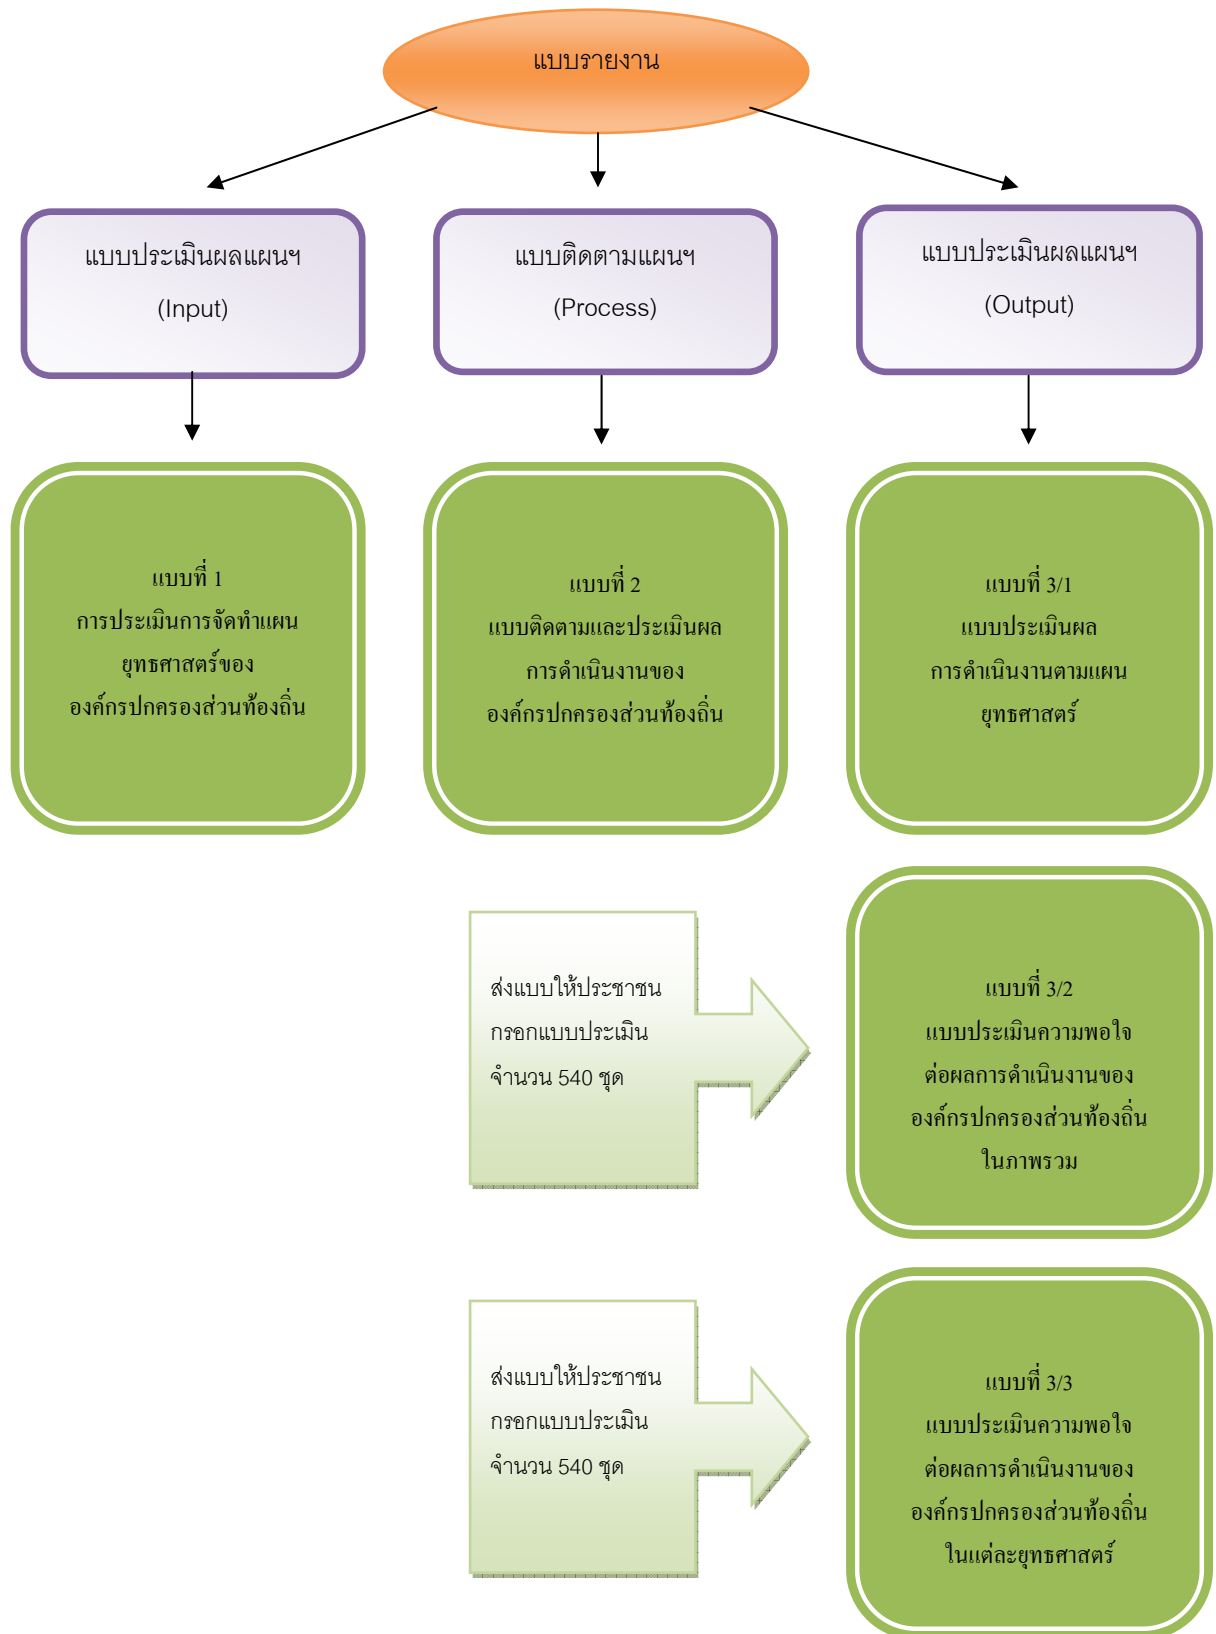 แบบรายงาน
แบบประเมินผลแผนฯ
(Input)
แบบติดตามแผนฯ
(Process)
แบบประเมินผลแผนฯ
(Output)
แบบที่ 1
การประเมินการจัดทำแผน
ยุทธศาสตร์ของ
องค์กรปกครองส่วนท้องถิ่น
แบบที่ 2
แบบติดตามและประเมินผล
การดำเนินงานของ
องค์กรปกครองส่วนท้องถิ่น
แบบที่ 3/1
แบบประเมินผล
การดำเนินงานตามแผน
ยุทธศาสตร์
ส่งแบบให้ประชาชน
กรอกแบบประเมิน
จำนวน 540 ชุด
แบบที่ 3/2
แบบประเมินความพอใจ
ต่อผลการดำเนินงานของ
องค์กรปกครองส่วนท้องถิ่น
ในภาพรวม
ส่งแบบให้ประชาชน
กรอกแบบประเมิน
จำนวน 540 ชุด
แบบที่ 3/3
แบบประเมินความพอใจ
ต่อผลการดำเนินงานของ
องค์กรปกครองส่วนท้องถิ่น
ในแต่ละยุทธศาสตร์